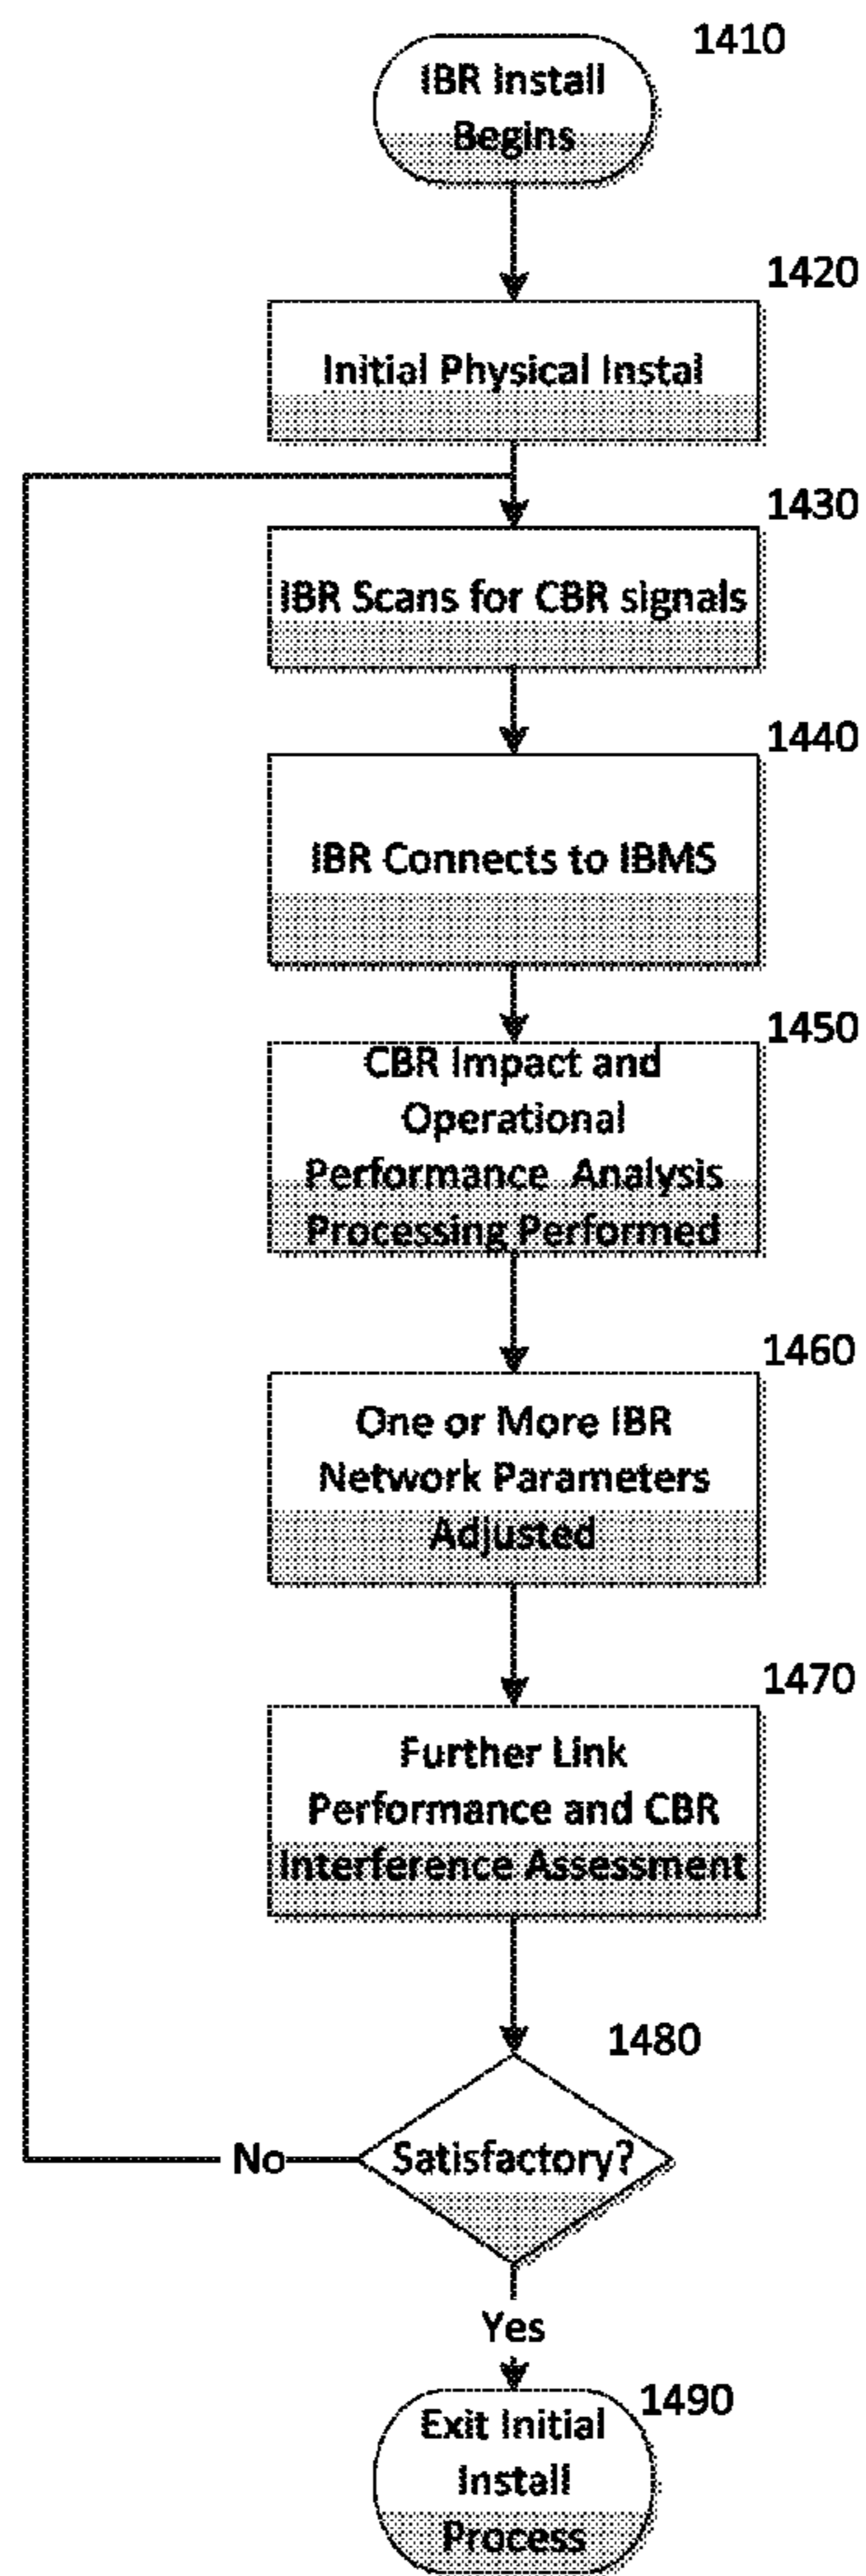 1410
IBR Install
Begins
1420
Initial Physical Instal
1430
IBR Scans for CBR signals
1440
IBR Connects to IBMS
1450
CBR Impact and
Operational
Performance Analysis
Processing Performed
1460
One or More IBR
Network Parameters
Adjusted
1470
Further Link
Performance and CBR
Interference Assessment
1480
Satisfactory?
No
Yes
1490
Exit Initial
Install
Process